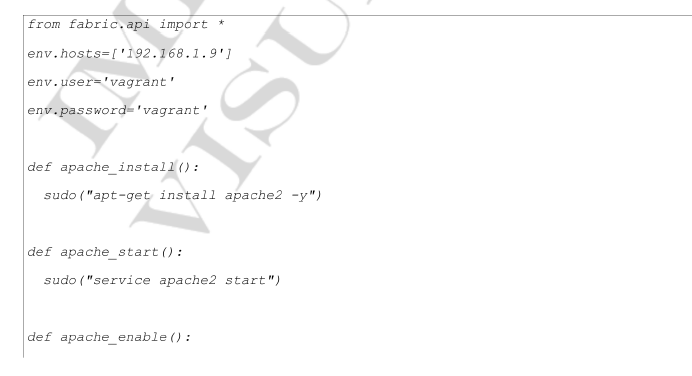 from fabric.api import *
env.hosts=['192.168.1.9']
env.user='vagrant'
env.password='vagrant'
def apache_install():
  sudo("apt-get install apache2 -y")
def apache_start():
  sudo("service apache2 start")
def apache_enable():